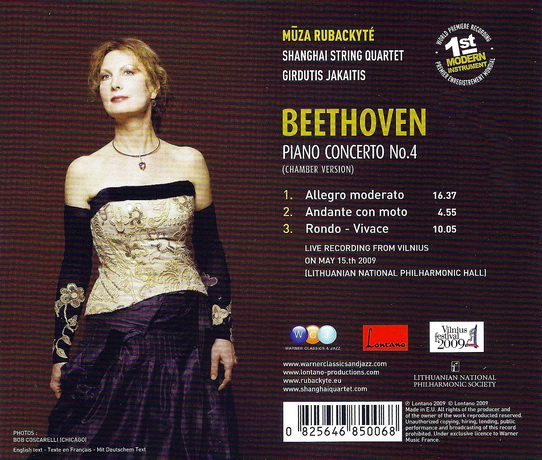 MŪZA RUBACKYTÉ
SHANGHAI STRING QUARTET
GIRDUTIS JAKAITIS
WORLD PREMIERE RECORDING
1st
MODERN
INSTRUMENT
PREMIER ENREGISTREMENT MONDIAL
BEETHOVEN
PIANO CONCERTO No.4
(CHAMBER VERSION)
1. Allegro moderato 16.37
2. Andante con moto 4.55
3. Rondo - Vivace 10.05
LIVE RECORDING FROM VILNIUS
ON MAY 15.th 2009
(LITHUANIAN NATIONAL PHILHARMONIC HALL)
WARNER CLASSICS & JAZZ
Lontano
Vilnius
festival
2009
www.warnerclassicsandjazz.com
www.lontano-productions.com
www.rubackyte.eu
www.shanghaiquartet.com
LITHUANIAN NATIONAL
PHILHARMONIC SOCIETY
0 825646 850068
℗ Lontano 2009 © Lontano 2009
Made in E.U. All rights of the producer and
of the owner of the work reproduced reserved.
Unauthorized copying, hiring, lending, public
performance and broadcasting of this record
prohibited. Under exclusive licence to Warner
Music France.
PHOTOS :
BOB COSCARELLI (CHICAGO)
English text - Texte en Français - Mit Deutschem Text